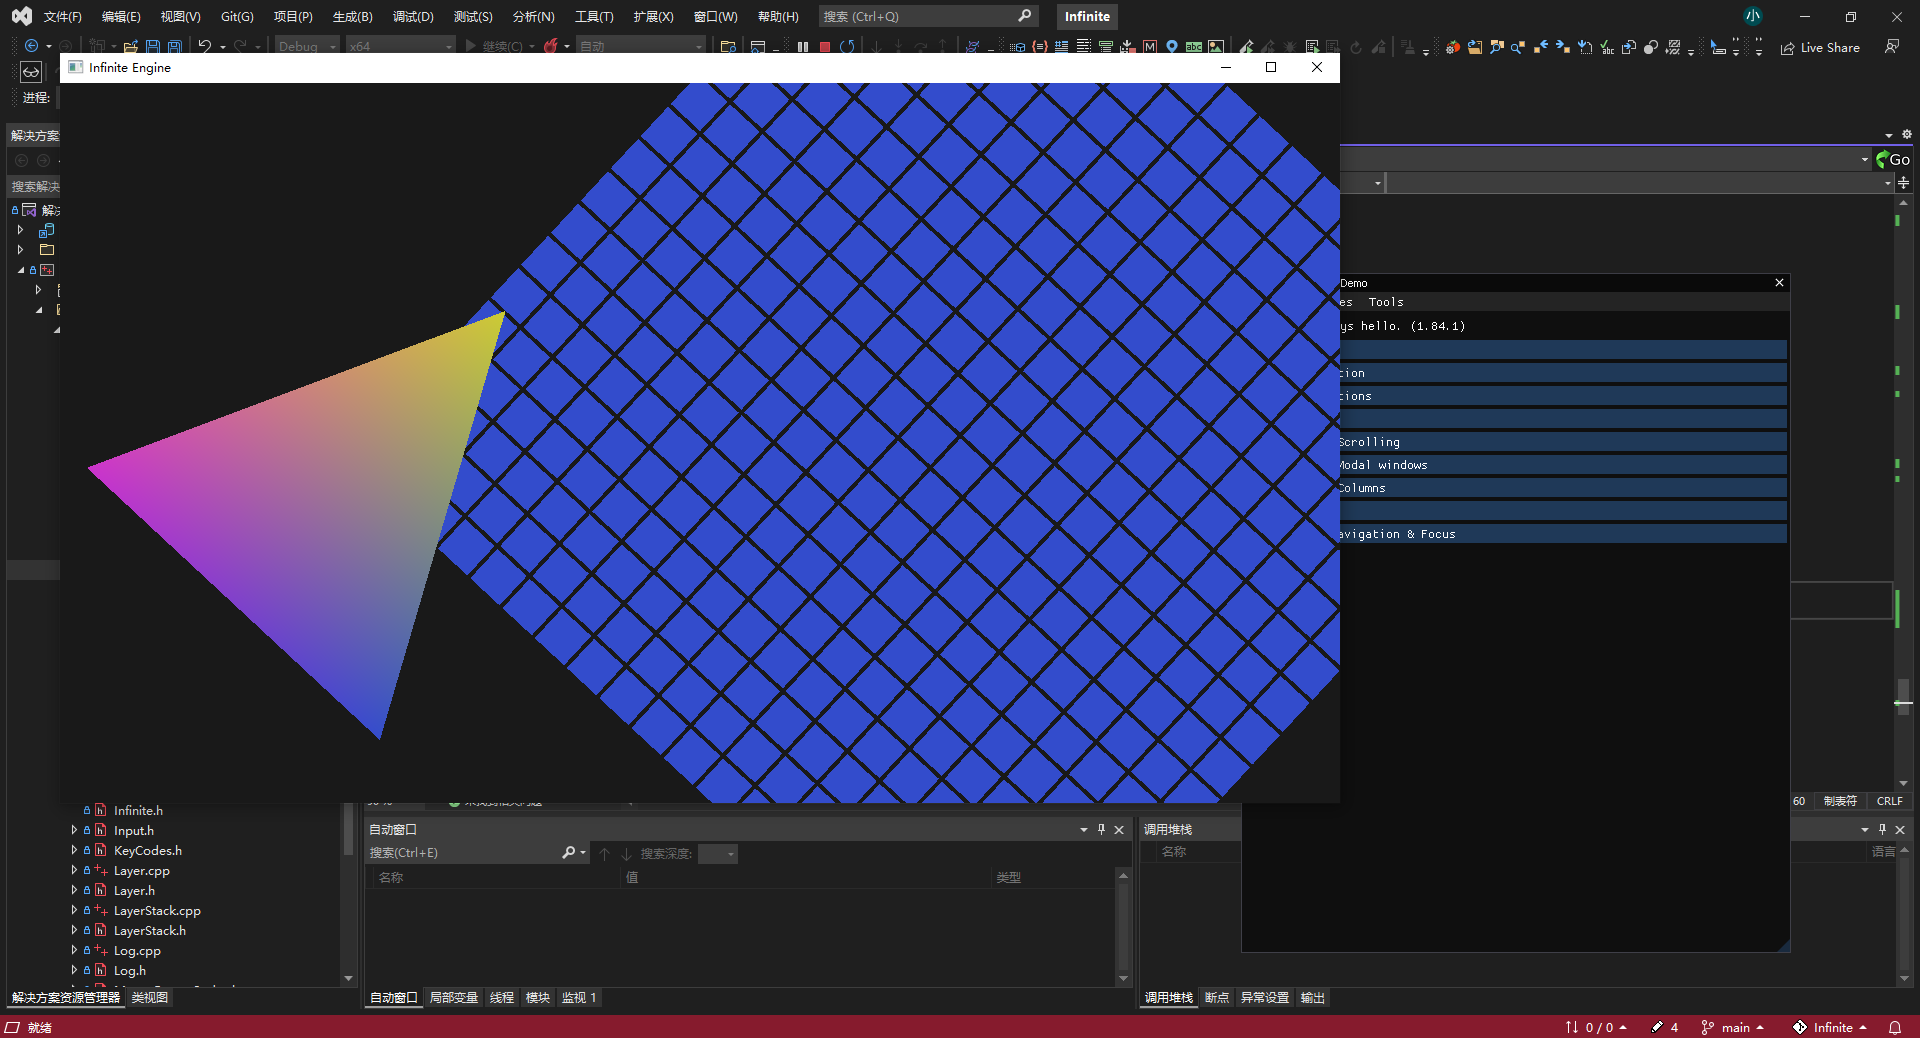 文件(F) 编辑(E) 视图(V) Git(G) 项目(P) 生成(B) 调试(D) 测试(S) 分析(N) 工具(T) 扩展(X) 窗口(W) 帮助(H) 搜索 (Ctrl+Q) Infinite 小
Debug x64 继续(C) 自动 Live Share
Infinite Engine
进程:
解决方案
Go
搜索解决
解决
Demo
es Tools
ys hello. (1.84.1)
tion
tions
Scrolling
Modal windows
Columns
avigation & Focus
60 制表符 CRLF
Infinite.h
Input.h
KeyCodes.h
Layer.cpp
Layer.h
LayerStack.cpp
LayerStack.h
Log.cpp
Log.h
自动窗口
搜索(Ctrl+E) 搜索深度:
名称 值 类型
调用堆栈
名称 语言
解决方案资源管理器 类视图
自动窗口 局部变量 线程 模块 监视 1
调用堆栈 断点 异常设置 输出
就绪 0 / 0 4 main Infinite